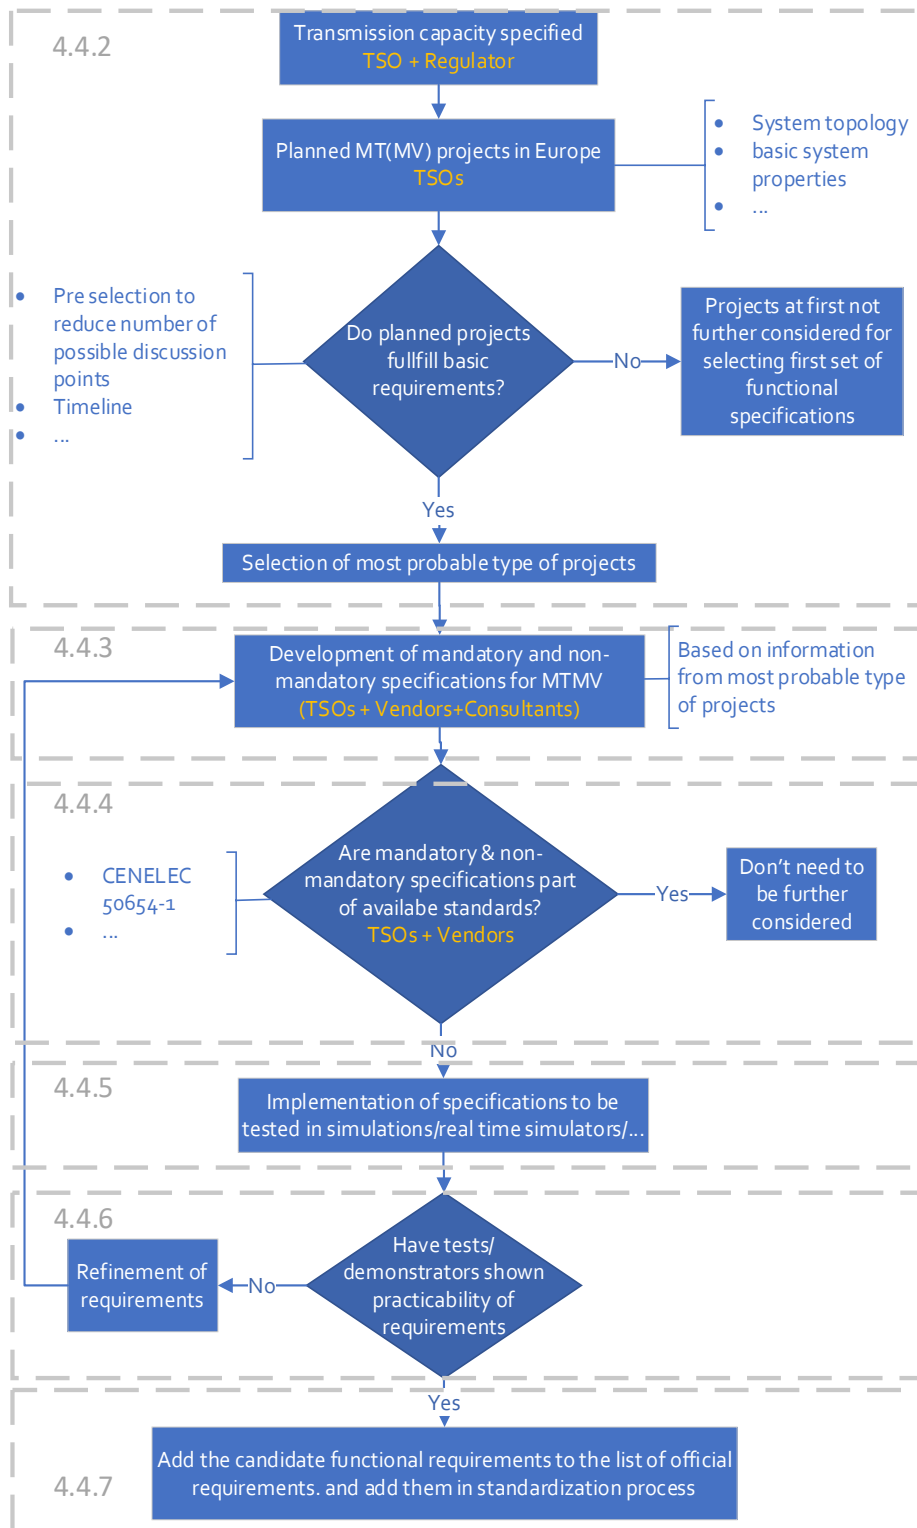 4.4.2
Transmission capacity specified
TSO + Regulator
Planned MT(MV) projects in Europe
TSOs
• System topology
• basic system
properties
• ...
• Pre selection to
reduce number of
possible discussion
points
• Timeline
• ...
Do planned projects
fullfill basic
requirements?
No
Projects at first not
further considered for
selecting first set of
functional
specifications
Yes
Selection of most probable type of projects
4.4.3
Development of mandatory and non-
mandatory specifications for MTMV
(TSOs + Vendors+Consultants)
Based on information
from most probable type
of projects
4.4.4
• CENELEC
50654-1
• ...
Are mandatory & non-
mandatory specifications part
of availabe standards?
TSOs + Vendors
Yes
Don't need to
be further
considered
No
4.4.5
Implementation of specifications to be
tested in simulations/real time simulators/...
4.4.6
Refinement of
requirements
No
Have tests/
demonstrators shown
practicability of
requirements
Yes
4.4.7
Add the candidate functional requirements to the list of official
requirements. and add them in standardization process